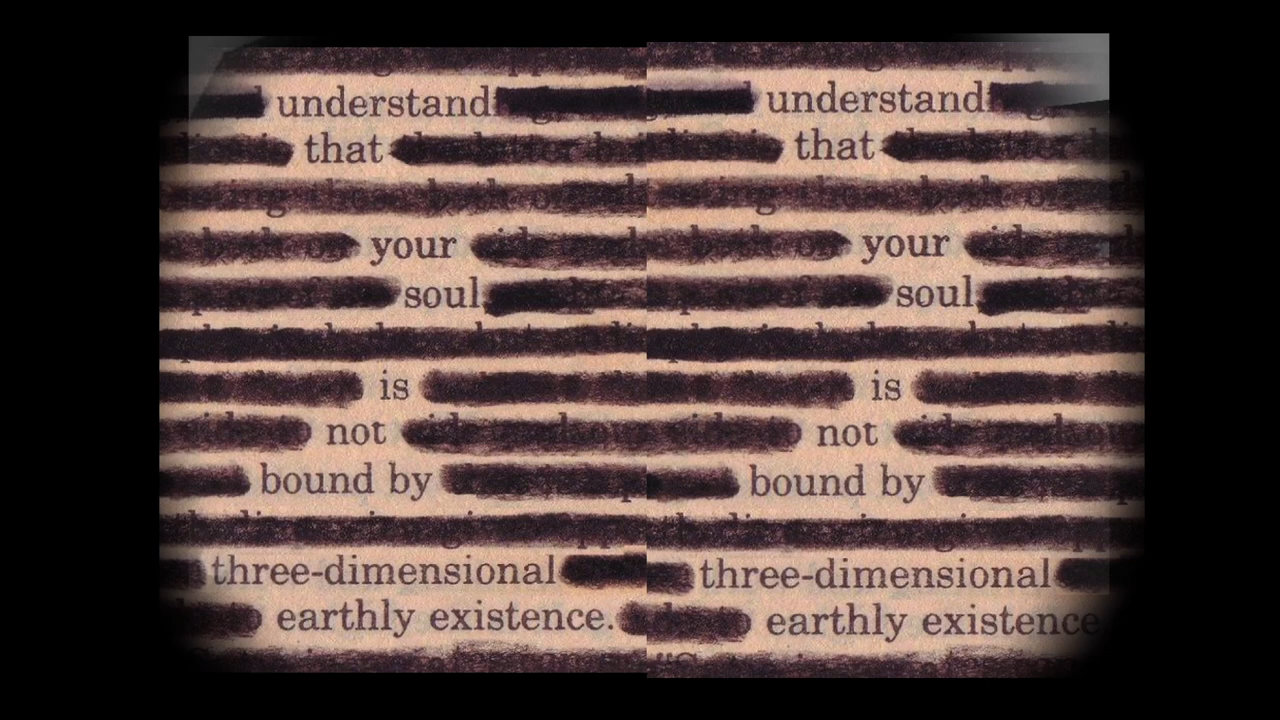 understand
that
your
soul
is
not
bound by
three-dimensional
earthly existence.
understand
that
your
soul
is
not
bound by
three-dimensional
earthly existence